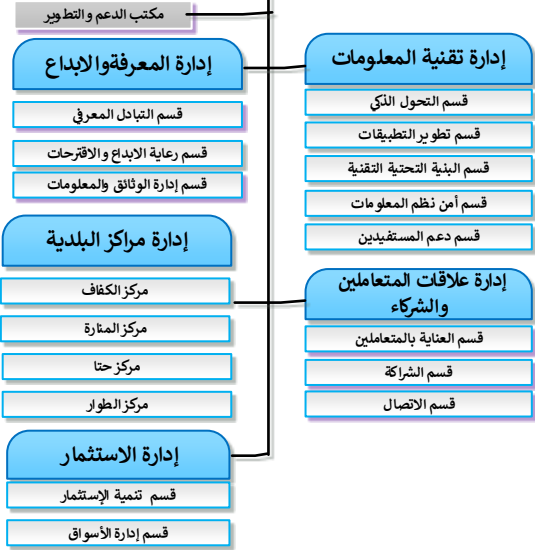 مكتب الدعم والتطوير
إدارة تقنية المعلومات
قسم التحول الذكي
قسم تطوير التطبيقات
قسم البنية التحتية التقنية
قسم أمن نظم المعلومات
قسم دعم المستفيدين
إدارة المعرفةوالابداع
قسم التبادل المعرفي
قسم رعاية الابداع والاقترحات
قسم إدارة الوثائق والمعلومات
إدارة علاقات المتعاملين
والشركاء
قسم العناية بالمتعاملين
قسم الشراكة
قسم الاتصال
إدارة مراكز البلدية
مركز الكفاف
مركز المنارة
مركز حتا
مركز الطوار
إدارة الاستثمار
قسم تنمية الإستثمار
قسم إدارة الأسواق